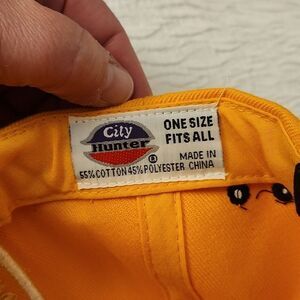 City
Hunter
®
ONE SIZE
FITS ALL
MADE IN
55% COTTON 45% POLYESTER CHINA